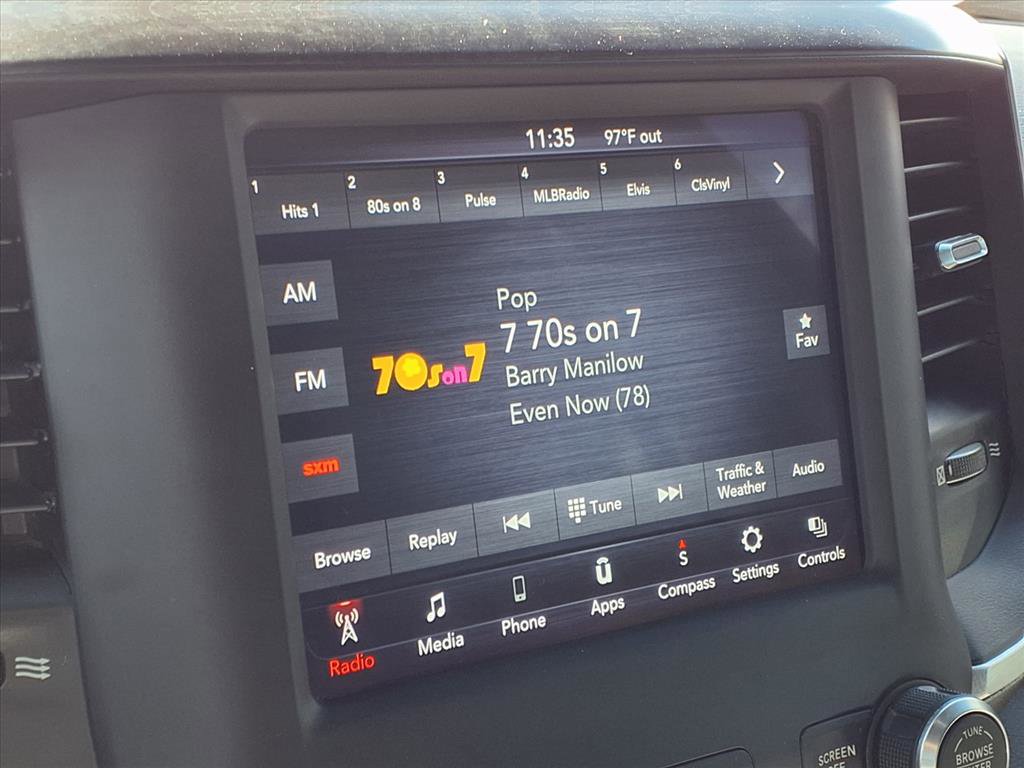 11:35 97°F out
1 Hits 1
2 80s on 8
3 Pulse
4 MLBRadio
5 Elvis
6 ClsVinyl
AM
FM
sxm
70s on 7
Pop
7 70s on 7
Barry Manilow
Even Now (78)
Fav
Browse
Replay
Tune
Traffic &
Weather
Audio
Radio
Media
Phone
Apps
S
Compass
Settings
Controls
SCREEN
TUNE
BROWSE